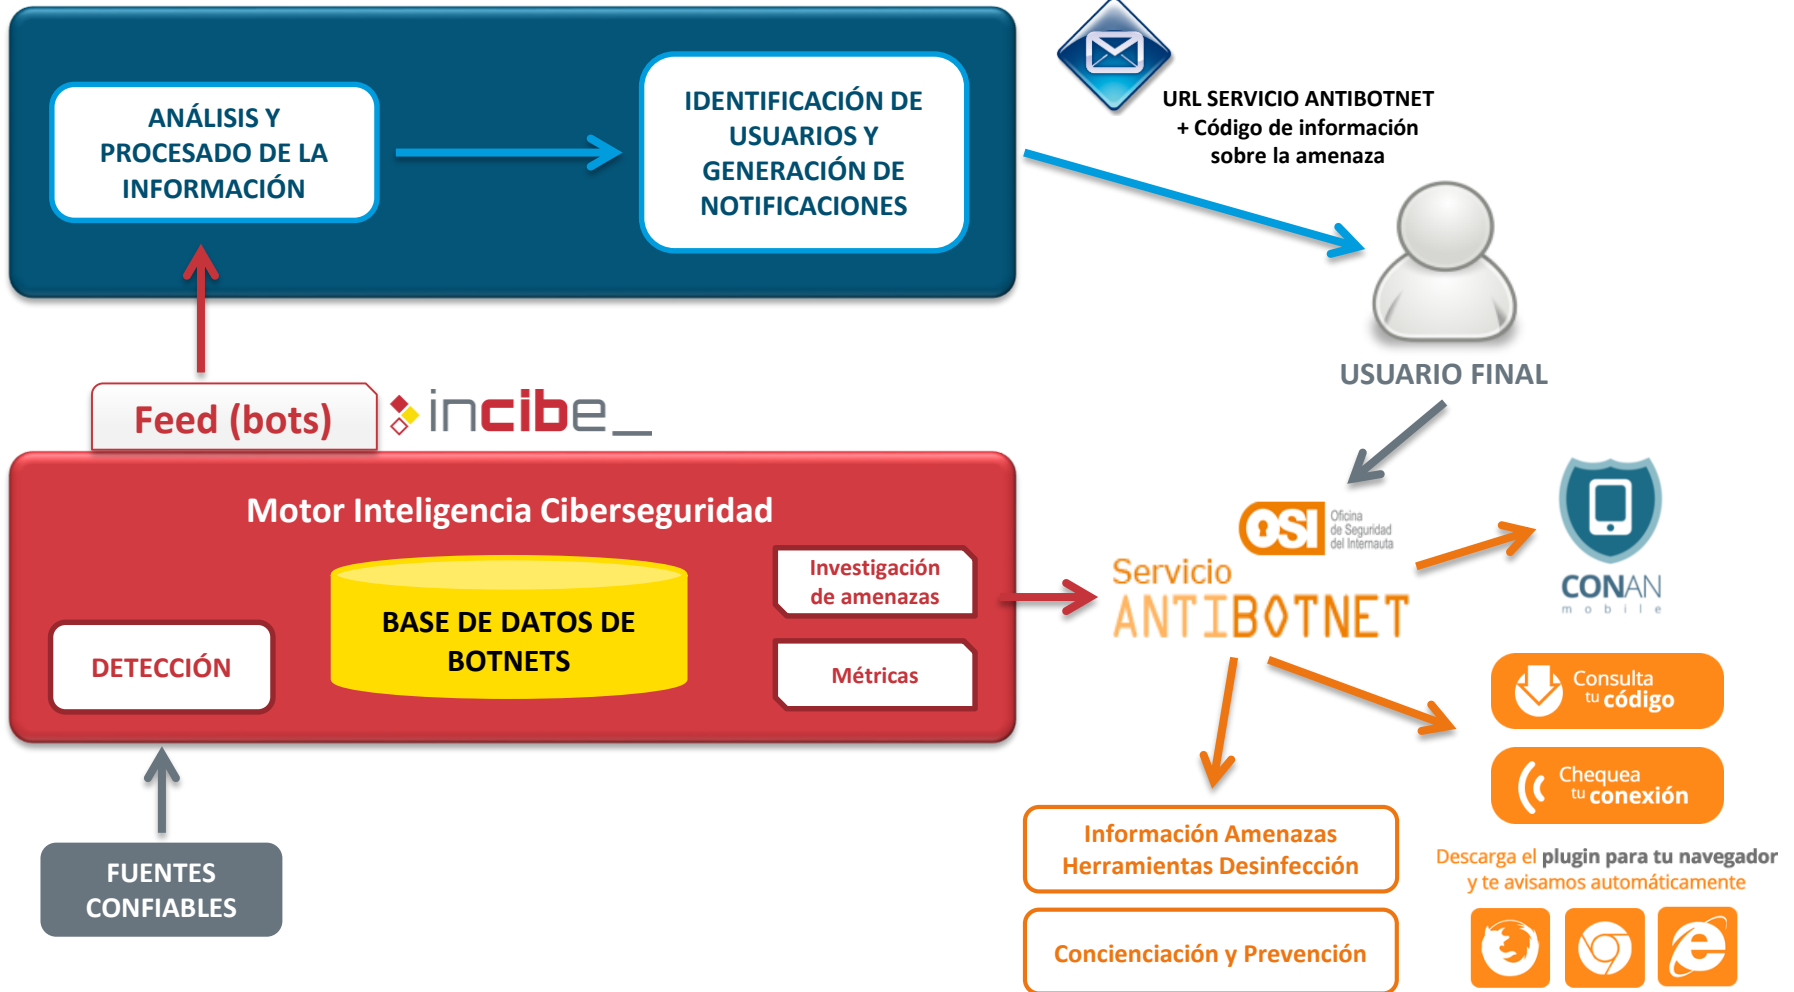 ANÁLISIS Y
PROCESADO DE LA
INFORMACIÓN
IDENTIFICACIÓN DE
USUARIOS Y
GENERACIÓN DE
NOTIFICACIONES
URL SERVICIO ANTIBOTNET
+ Código de información
sobre la amenaza
USUARIO FINAL
Feed (bots)
incibe_
Motor Inteligencia Ciberseguridad
DETECCIÓN
BASE DE DATOS DE
BOTNETS
Investigación
de amenazas
Métricas
FUENTES
CONFIABLES
OSI
Oficina
de Seguridad
del Internauta
Servicio
ANTIBOTNET
CONAN
mobile
Consulta
tu código
Chequea
tu conexión
Descarga el plugin para tu navegador
y te avisamos automáticamente
Información Amenazas
Herramientas Desinfección
Concienciación y Prevención